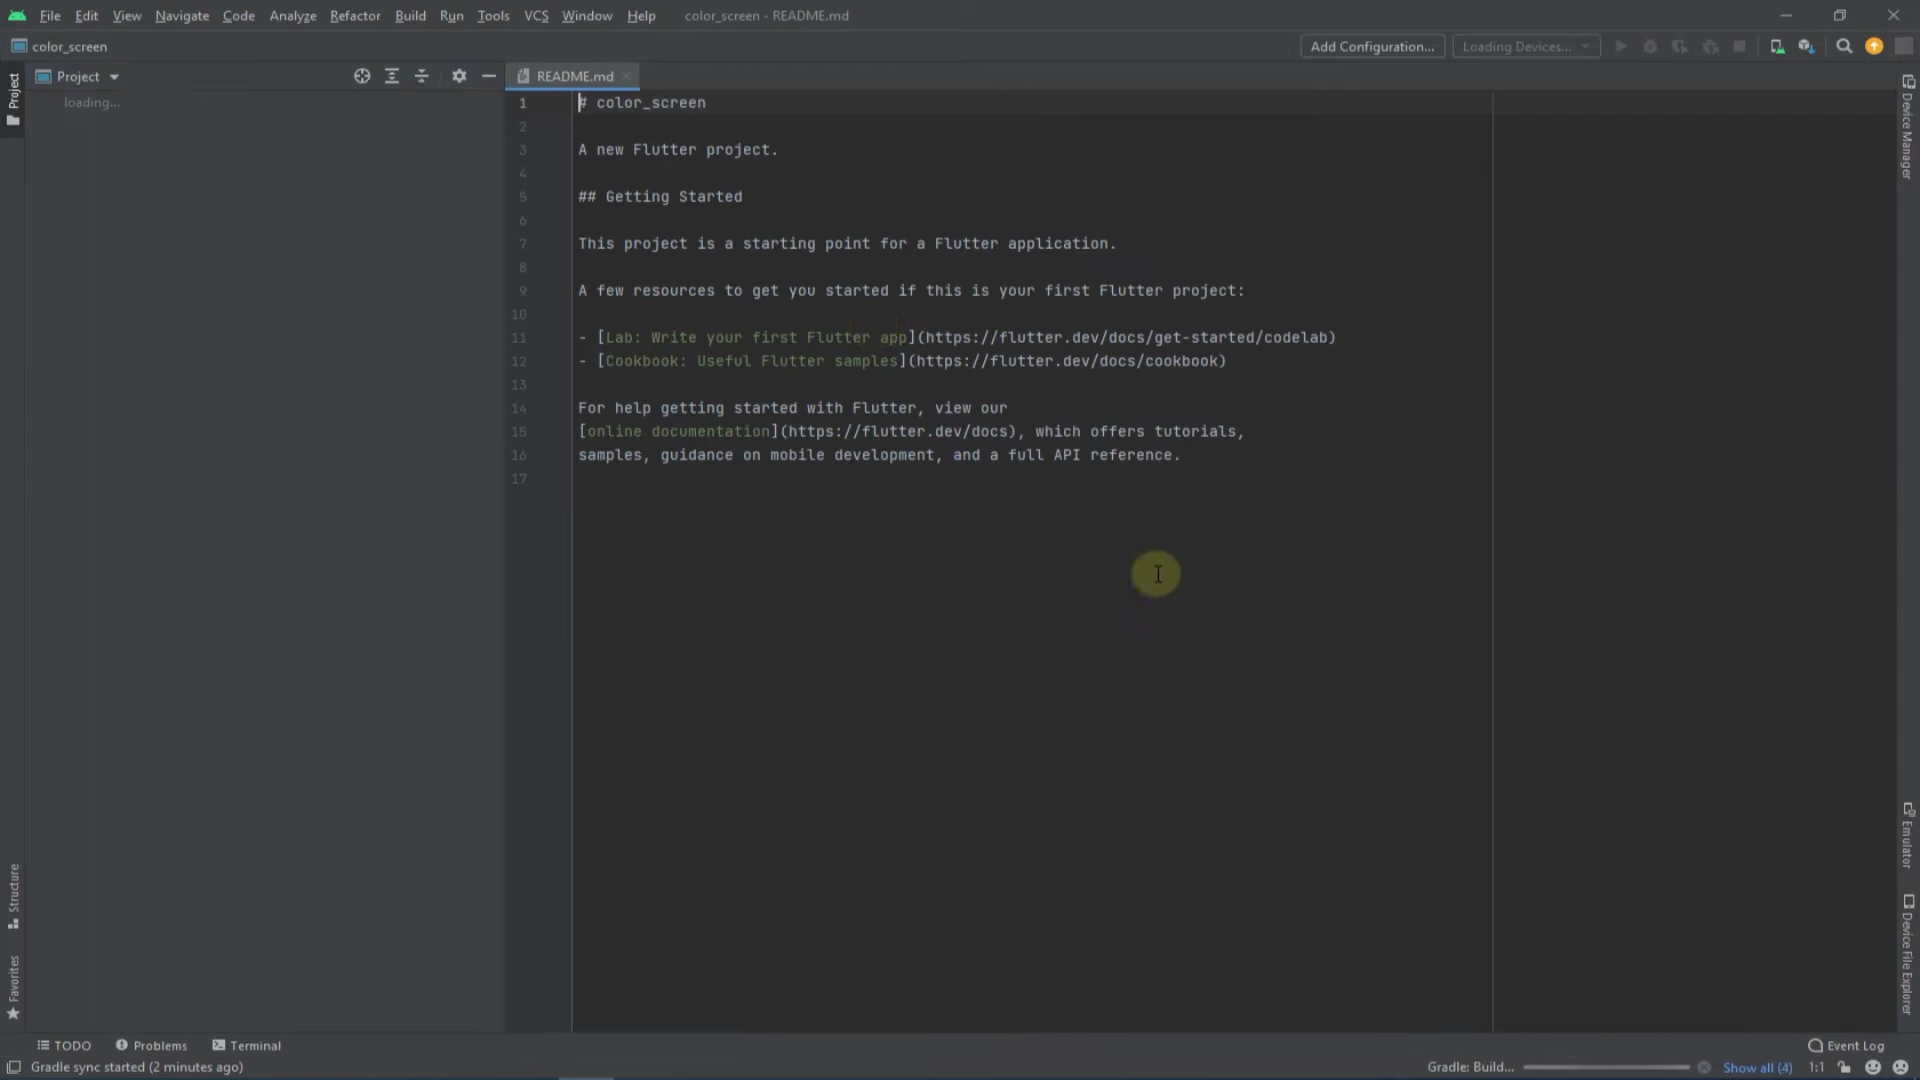 File Edit View Navigate Code Analyze Refactor Build Run Tools VCS Window Help color_screen - README.md
color_screen Add Configuration... Loading Devices...
Project
Project
README.md
Device Manager
loading...
1 # color_screen
2
3 A new Flutter project.
4
5 ## Getting Started
6
7 This project is a starting point for a Flutter application.
8
9 A few resources to get you started if this is your first Flutter project:
10
11 - [Lab: Write your first Flutter app](https://flutter.dev/docs/get-started/codelab)
12 - [Cookbook: Useful Flutter samples](https://flutter.dev/docs/cookbook)
13
14 For help getting started with Flutter, view our
15 [online documentation](https://flutter.dev/docs), which offers tutorials,
16 samples, guidance on mobile development, and a full API reference.
17
Emulator
Structure
Device File Explorer
Favorites
TODO Problems Terminal Event Log
Gradle sync started (2 minutes ago) Gradle: Build... Show all (4) 1:1